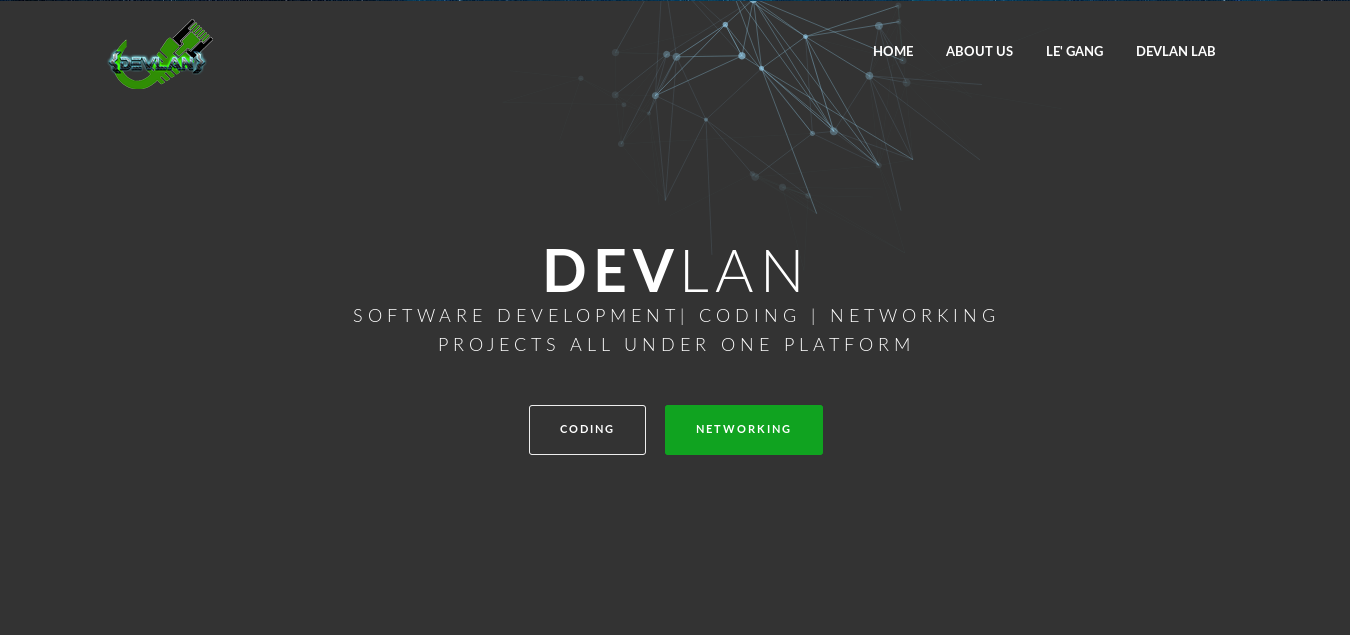 DEVLAN
HOME ABOUT US LE' GANG DEVLAN LAB
DEVLAN
SOFTWARE DEVELOPMENT| CODING | NETWORKING
PROJECTS ALL UNDER ONE PLATFORM
CODING NETWORKING